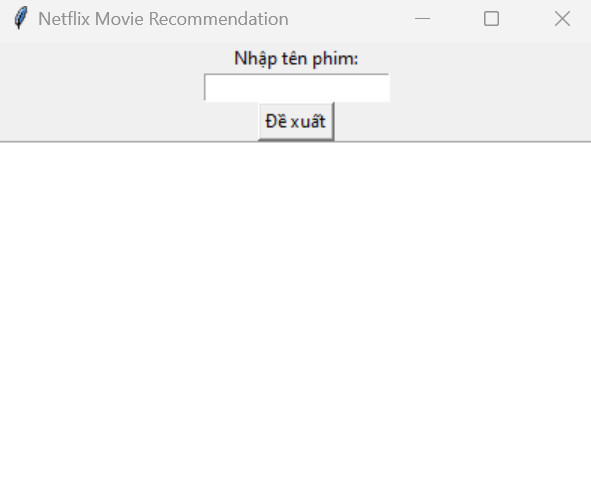 Netflix Movie Recommendation
Nhập tên phim:
Đề xuất